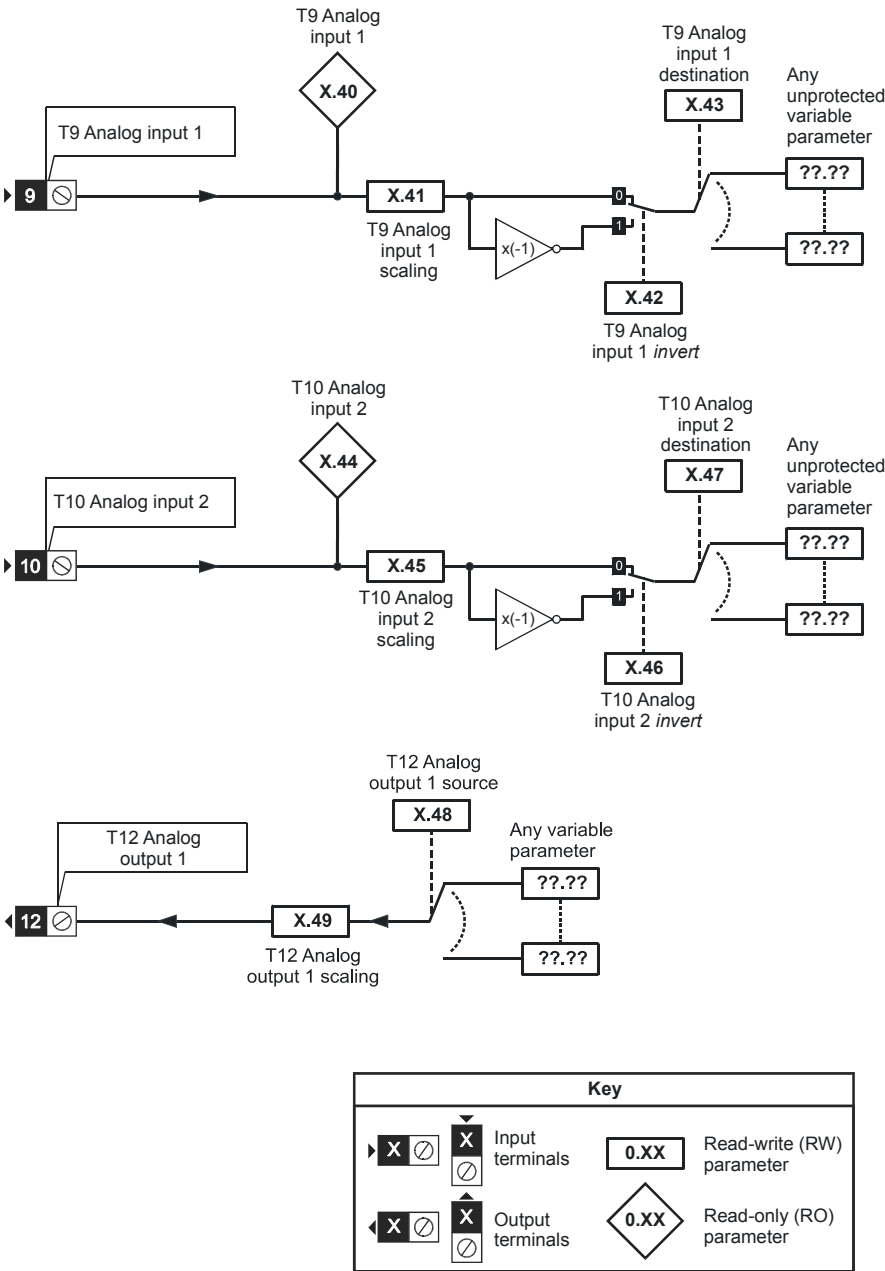 T9 Analog
input 1
X.40
T9 Analog
input 1
destination
X.43
Any
unprotected
variable
parameter
T9 Analog input 1
9
X.41
T9 Analog
input 1
scaling
x(-1)
0
1
X.42
T9 Analog
input 1 invert
??.??
??.??
T10 Analog
input 2
X.44
T10 Analog
input 2
destination
X.47
Any
unprotected
variable
parameter
T10 Analog input 2
10
X.45
T10 Analog
input 2
scaling
x(-1)
0
1
X.46
T10 Analog
input 2 invert
??.??
??.??
T12 Analog
output 1 source
X.48
Any variable
parameter
T12 Analog
output 1
12
X.49
T12 Analog
output 1 scaling
??.??
??.??
Key
X
X
Input
terminals
0.XX
Read-write (RW)
parameter
X
X
Output
terminals
0.XX
Read-only (RO)
parameter